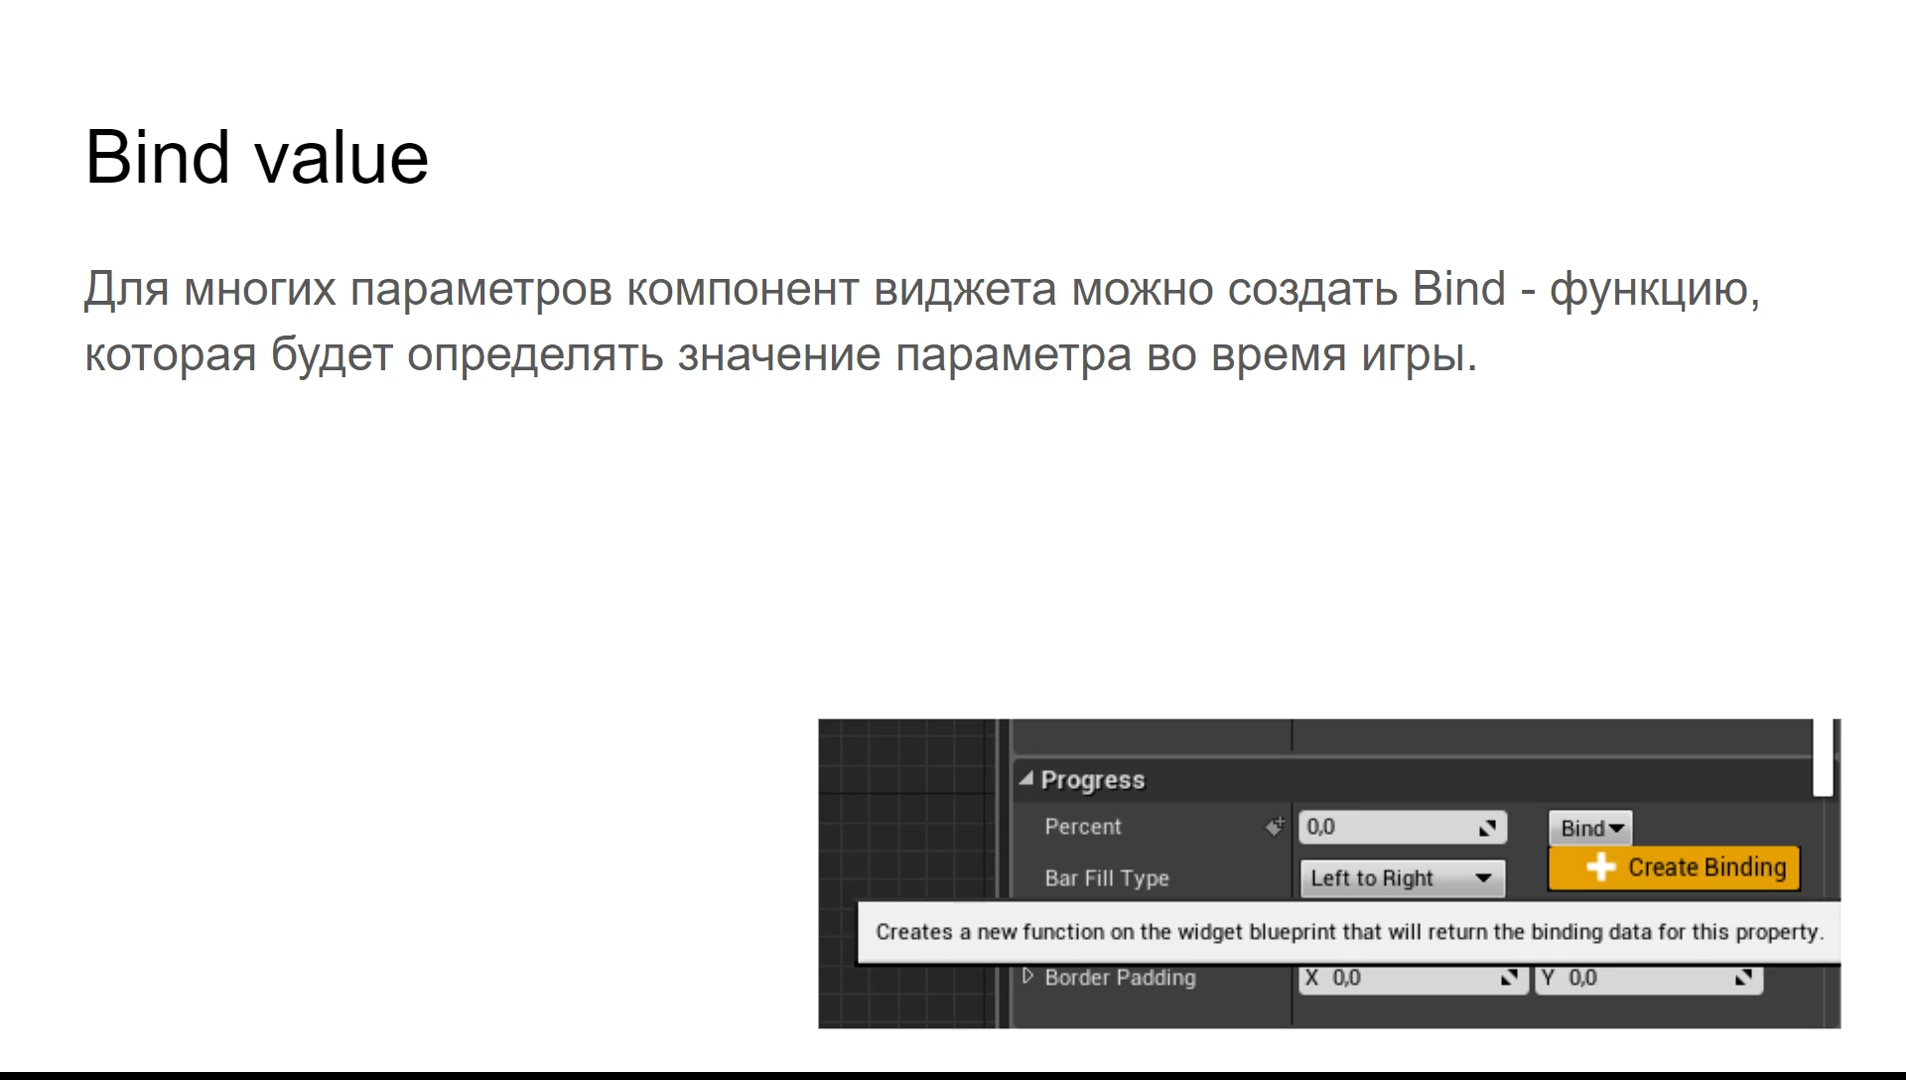 Bind value
Для многих параметров компонент виджета можно создать Bind - функцию,
которая будет определять значение параметра во время игры.
Progress
Percent 0,0 Bind
Create Binding
Bar Fill Type Left to Right
Creates a new function on the widget blueprint that will return the binding data for this property.
Border Padding X 0,0 Y 0,0